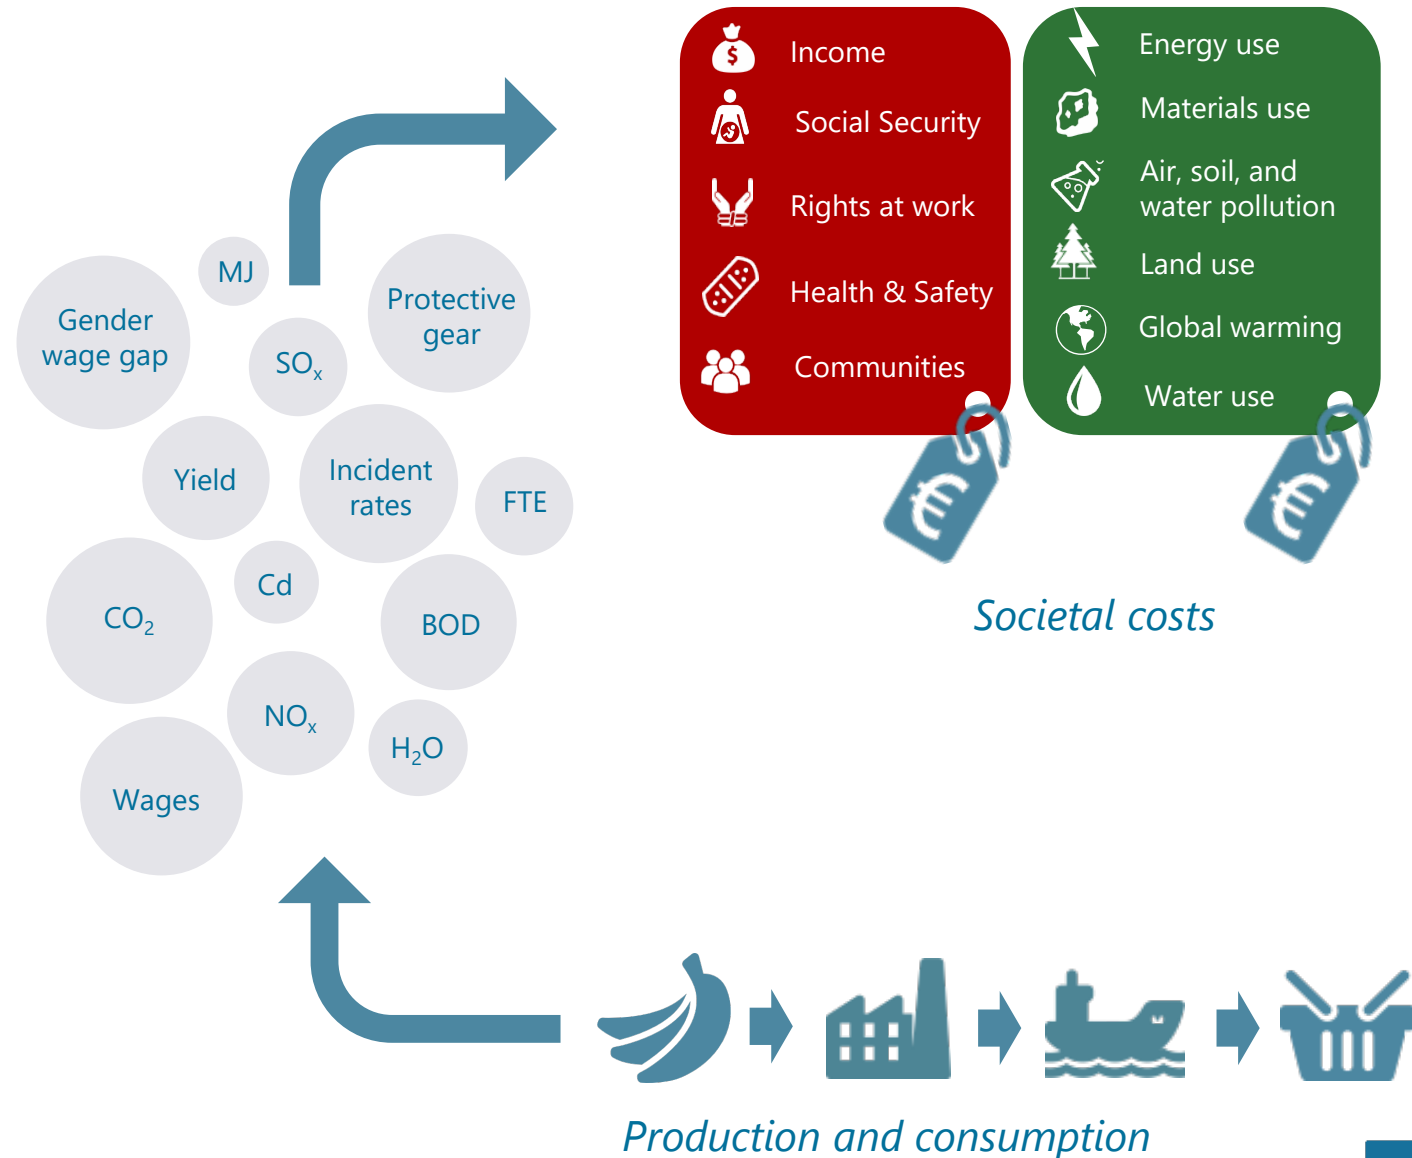 Income
Social Security
Rights at work
Health & Safety
Communities
$
Energy use
Materials use
Air, soil, and
water pollution
Land use
Global warming
Water use
€
€
Societal costs
MJ
Gender
wage gap
Protective
gear
SOₓ
Yield
Incident
rates
FTE
Cd
CO₂
BOD
NOₓ
H₂O
Wages
Production and consumption